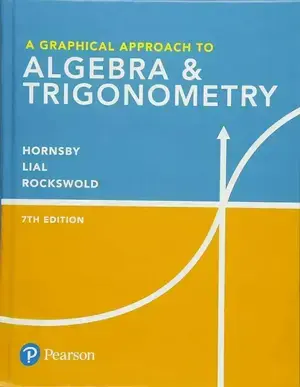 A GRAPHICAL APPROACH TO
ALGEBRA &
TRIGONOMETRY
HORNSBY
LIAL
ROCKSWOLD
7TH EDITION
P Pearson